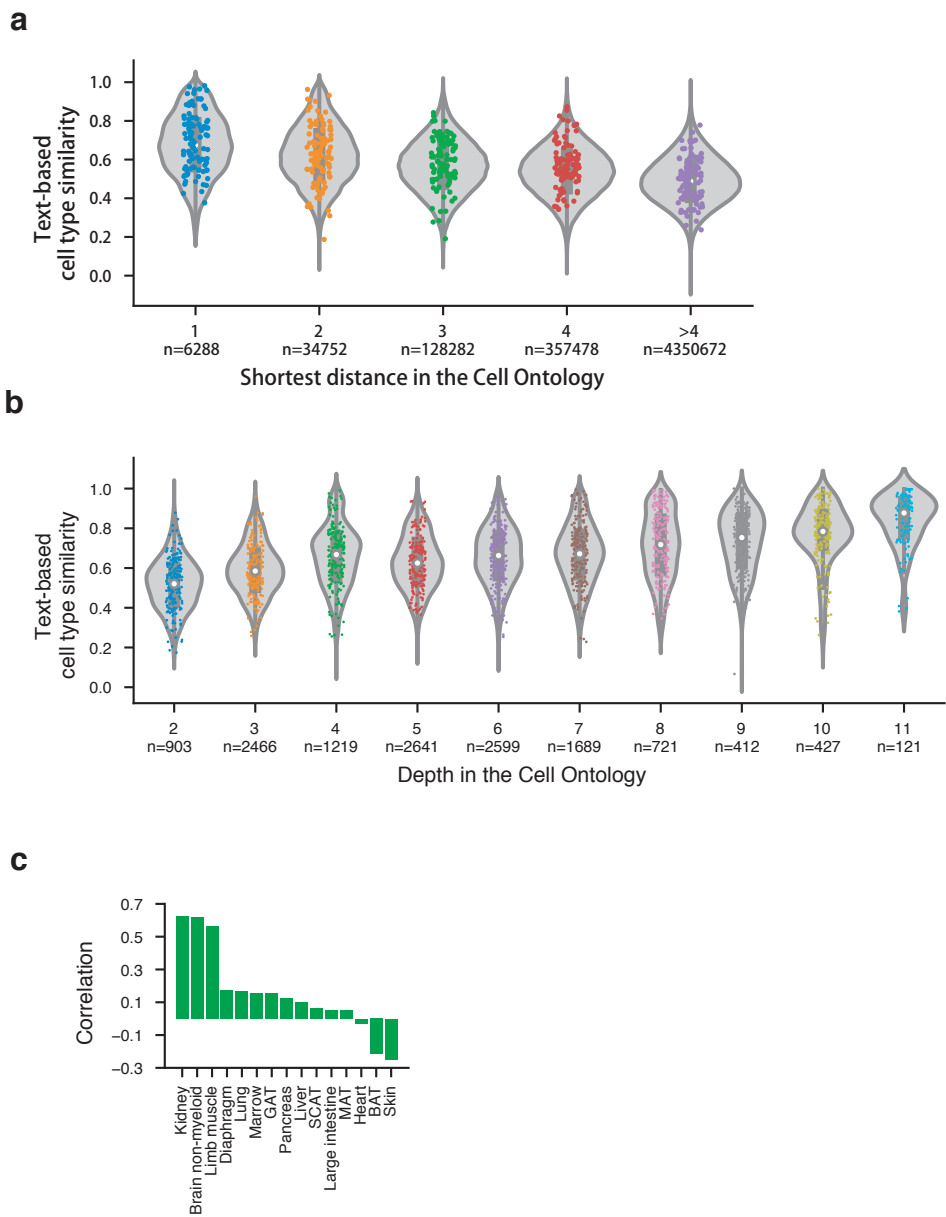 a
Text-based
cell type similarity
1.0
0.8
0.6
0.4
0.2
0.0
1 2 3 4 >4
n=6288 n=34752 n=128282 n=357478 n=4350672
Shortest distance in the Cell Ontology
b
Text-based
cell type similarity
1.0
0.8
0.6
0.4
0.2
0.0
2 3 4 5 6 7 8 9 10 11
n=903 n=2466 n=1219 n=2641 n=2599 n=1689 n=721 n=412 n=427 n=121
Depth in the Cell Ontology
c
Correlation
0.7
0.5
0.3
0.1
−0.1
−0.3
Kidney
Brain non-myeloid
Limb muscle
Diaphragm
Lung
Marrow
GAT
Pancreas
Liver
SCAT
Large intestine
MAT
Heart
BAT
Skin